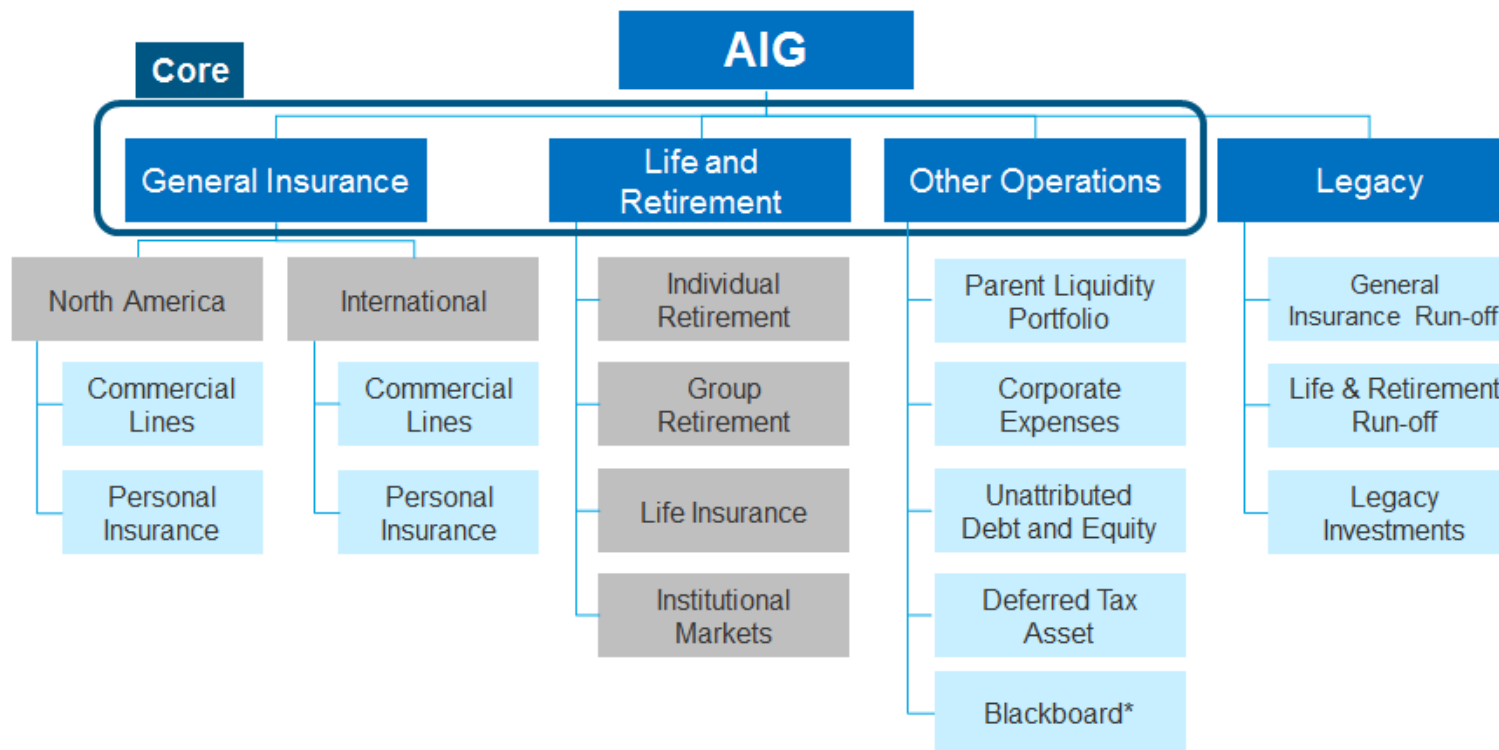 AIG
Core
General Insurance
Life and
Retirement
Other Operations
Legacy
North America
International
Individual
Retirement
Parent Liquidity
Portfolio
General
Insurance Run-off
Commercial
Lines
Commercial
Lines
Group
Retirement
Corporate
Expenses
Life & Retirement
Run-off
Personal
Insurance
Personal
Insurance
Life Insurance
Unattributed
Debt and Equity
Legacy
Investments
Institutional
Markets
Deferred Tax
Asset
Blackboard*